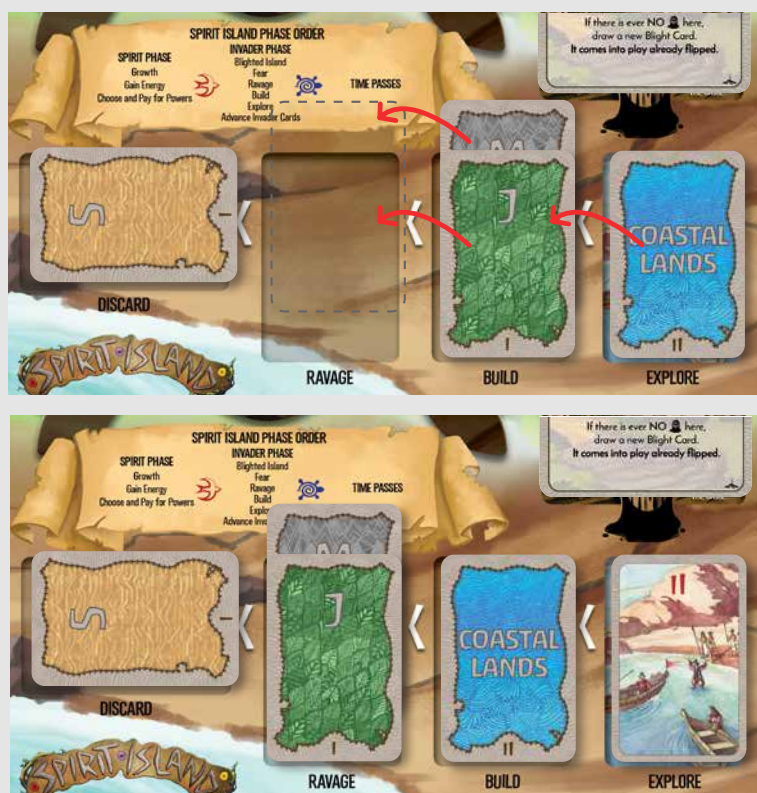 SPIRIT ISLAND PHASE ORDER
SPIRIT PHASE
Growth
Gain Energy
Choose and Pay for Powers
INVADER PHASE
Blighted Island
Fear
Ravage
Build
Explore
Advance Invader Cards
TIME PASSES
If there is ever NO here,
draw a new Blight Card.
It comes into play already flipped.
S
I
DISCARD
SPIRIT ISLAND
RAVAGE
M
J
I
BUILD
COASTAL
LANDS
II
EXPLORE
SPIRIT ISLAND PHASE ORDER
SPIRIT PHASE
Growth
Gain Energy
Choose and Pay for Powers
INVADER PHASE
Blighted Island
Fear
Ravage
Build
Explo
Advance Inva
TIME PASSES
If there is ever NO here,
draw a new Blight Card.
It comes into play already flipped.
S
I
DISCARD
SPIRIT ISLAND
M
J
I
RAVAGE
COASTAL
LANDS
II
BUILD
II
EXPLORE